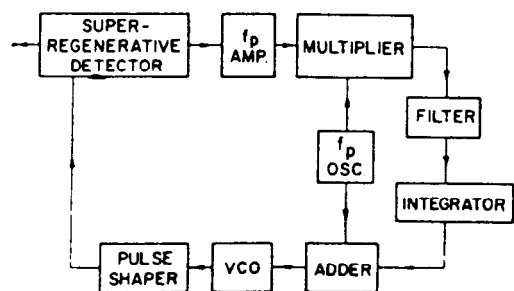 SUPER-
REGENERATIVE
DETECTOR
fp
AMP.
MULTIPLIER
FILTER
fp
OSC
INTEGRATOR
PULSE
SHAPER
VCO
ADDER